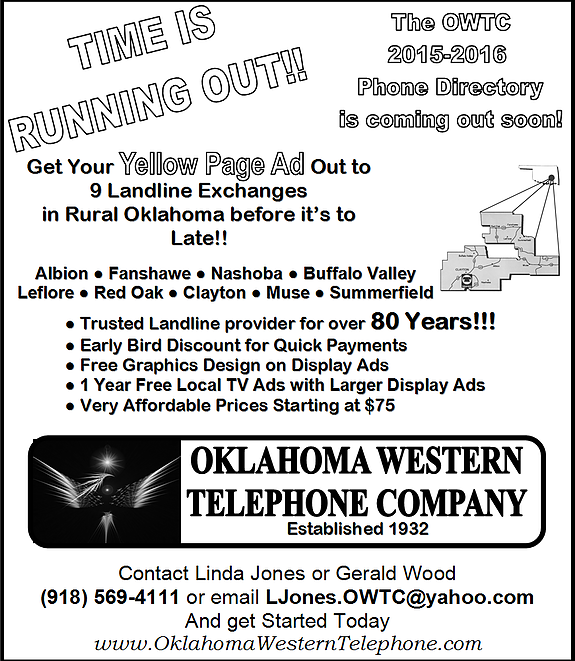 TIME IS
RUNNING OUT!!
The OWTC
2015-2016
Phone Directory
is coming out soon!
Get Your Yellow Page Ad Out to
9 Landline Exchanges
in Rural Oklahoma before it's to
Late!!
Albion ● Fanshawe ● Nashoba ● Buffalo Valley
Leflore ● Red Oak ● Clayton ● Muse ● Summerfield
● Trusted Landline provider for over 80 Years!!!
● Early Bird Discount for Quick Payments
● Free Graphics Design on Display Ads
● 1 Year Free Local TV Ads with Larger Display Ads
● Very Affordable Prices Starting at $75
OKLAHOMA WESTERN
TELEPHONE COMPANY
Established 1932
Contact Linda Jones or Gerald Wood
(918) 569-4111 or email LJones.OWTC@yahoo.com
And get Started Today
www.OklahomaWesternTelephone.com